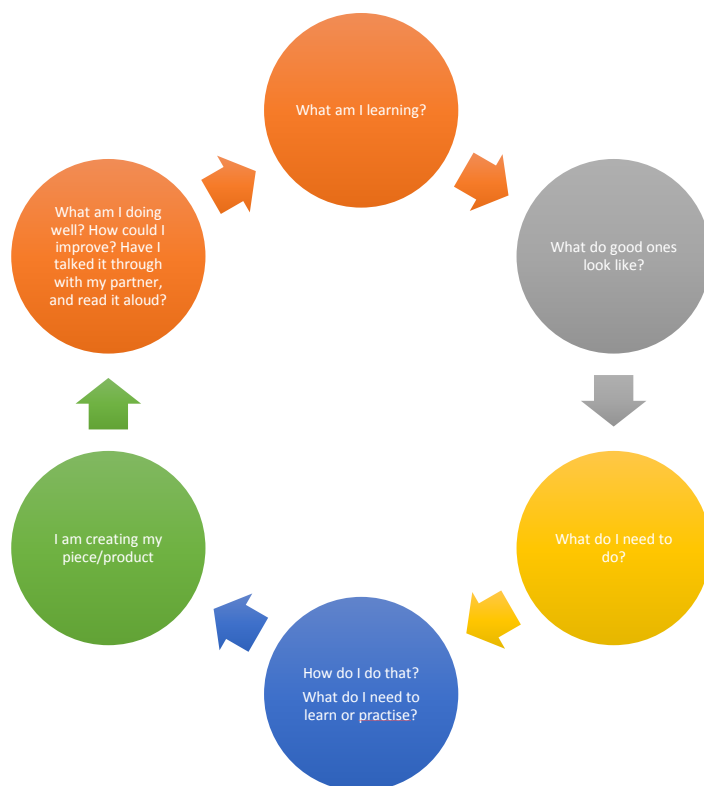 What am I learning?
What do good ones
look like?
What do I need to
do?
How do I do that?
What do I need to
learn or practise?
I am creating my
piece/product
What am I doing
well? How could I
improve? Have I
talked it through
with my partner,
and read it aloud?